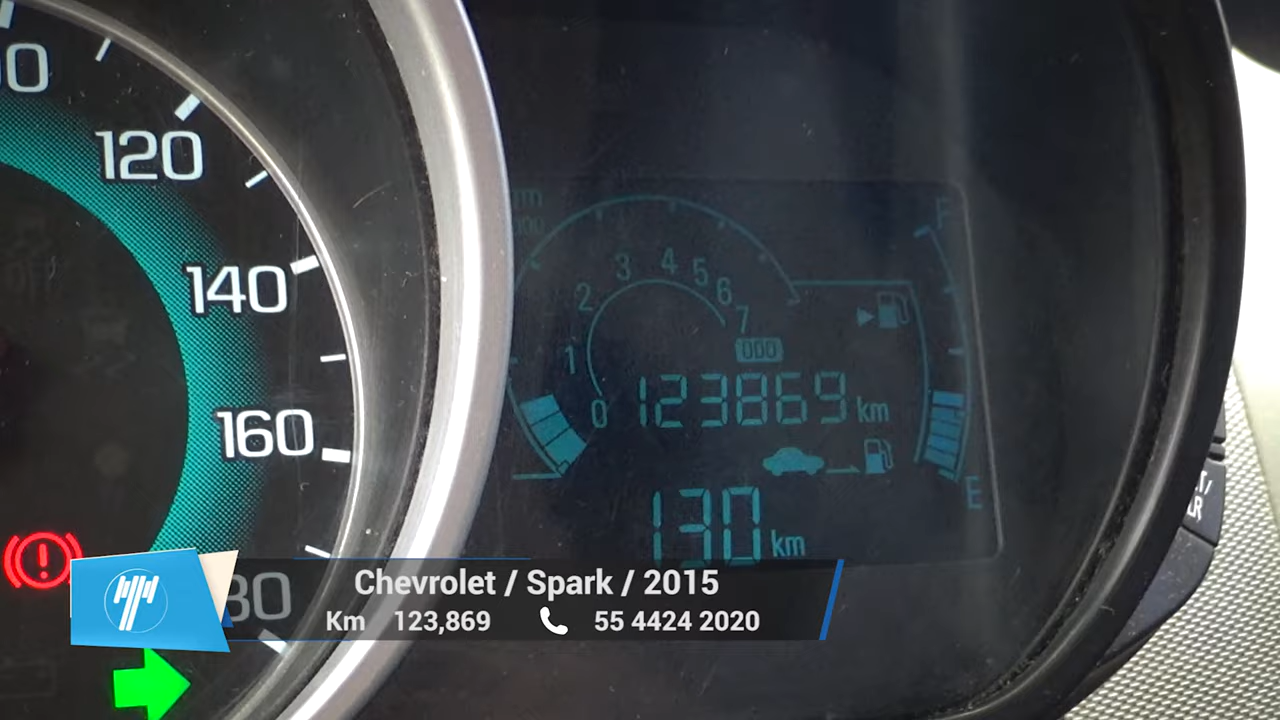 120
140
160
F
0 1 2 3 4 5 6 7
000
123869 km
130 km
E
Chevrolet / Spark / 2015
Km 123,869 55 4424 2020